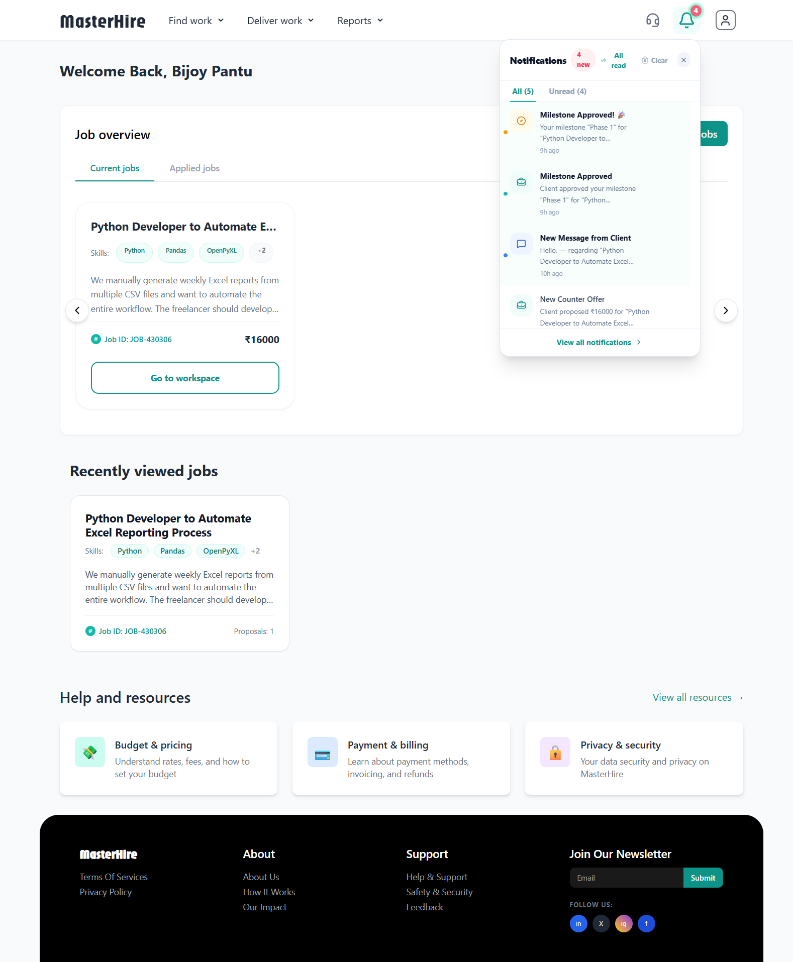 MasterHire
Find work
Deliver work
Reports
4
Welcome Back, Bijoy Pantu
Notifications
4
new
All
read
Clear
All (5)
Unread (4)
Milestone Approved! 🎉
Your milestone "Phase 1" for
"Python Developer to...
9h ago
Milestone Approved
Client approved your milestone
"Phase 1" for "Python...
9h ago
New Message from Client
Hello. — regarding "Python
Developer to Automate Excel...
10h ago
New Counter Offer
Client proposed ₹16000 for "Python
Developer to Automate Excel...
View all notifications
Job overview
obs
Current jobs
Applied jobs
Python Developer to Automate E...
Skills:
Python
Pandas
OpenPyXL
+2
We manually generate weekly Excel reports from
multiple CSV files and want to automate the
entire workflow. The freelancer should develop...
# Job ID: JOB-430306
₹16000
Go to workspace
Recently viewed jobs
Python Developer to Automate
Excel Reporting Process
Skills:
Python
Pandas
OpenPyXL
+2
We manually generate weekly Excel reports from
multiple CSV files and want to automate the
entire workflow. The freelancer should develop...
# Job ID: JOB-430306
Proposals: 1
Help and resources
View all resources
Budget & pricing
Understand rates, fees, and how to
set your budget
Payment & billing
Learn about payment methods,
invoicing, and refunds
Privacy & security
Your data security and privacy on
MasterHire
MasterHire
Terms Of Services
Privacy Policy
About
About Us
How It Works
Our Impact
Support
Help & Support
Safety & Security
Feedback
Join Our Newsletter
Email
Submit
FOLLOW US:
in
X
ig
f